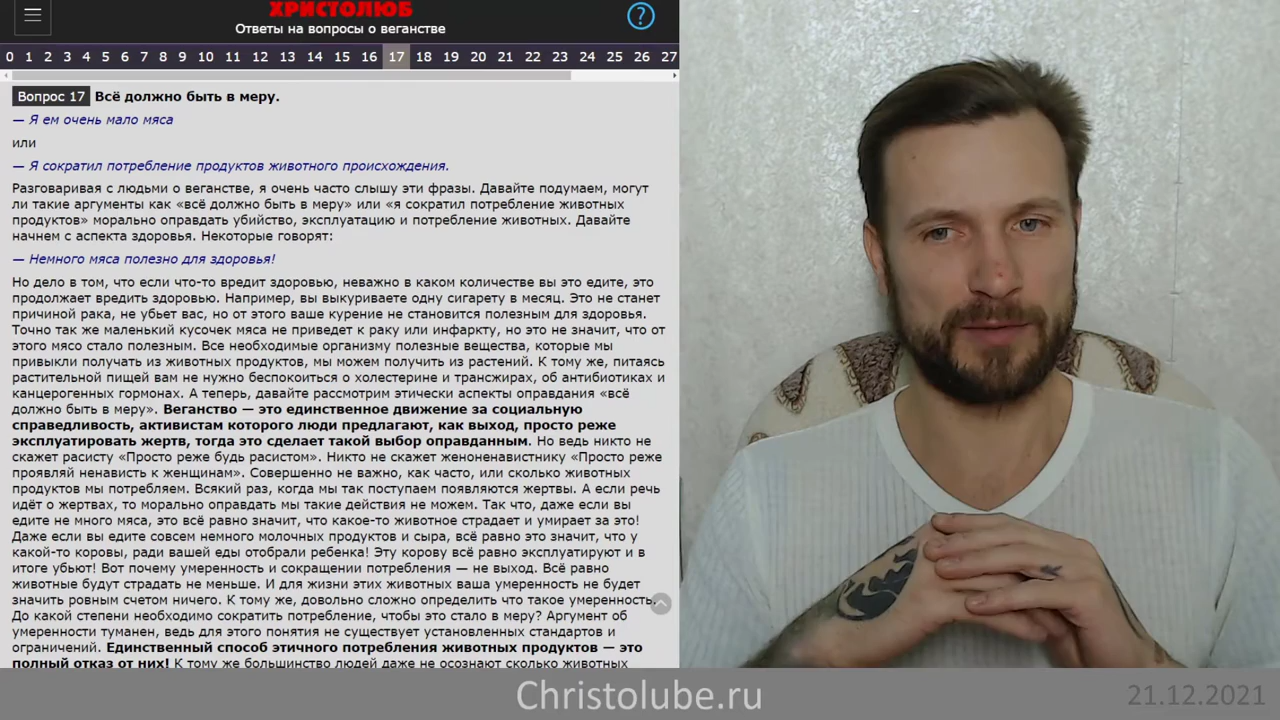 ХРИСТОЛЮБ
Ответы на вопросы о веганстве
?
0 1 2 3 4 5 6 7 8 9 10 11 12 13 14 15 16 17 18 19 20 21 22 23 24 25 26 27
Вопрос 17 Всё должно быть в меру.
— Я ем очень мало мяса
или
— Я сократил потребление продуктов животного происхождения.
Разговаривая с людьми о веганстве, я очень часто слышу эти фразы. Давайте подумаем, могут
ли такие аргументы как «всё должно быть в меру» или «я сократил потребление животных
продуктов» морально оправдать убийство, эксплуатацию и потребление животных. Давайте
начнем с аспекта здоровья. Некоторые говорят:
— Немного мяса полезно для здоровья!
Но дело в том, что если что-то вредит здоровью, неважно в каком количестве вы это едите, это
продолжает вредить здоровью. Например, вы выкуриваете одну сигарету в месяц. Это не станет
причиной рака, не убьет вас, но от этого ваше курение не становится полезным для здоровья.
Точно так же маленький кусочек мяса не приведет к раку или инфаркту, но это не значит, что от
этого мясо стало полезным. Все необходимые организму полезные вещества, которые мы
привыкли получать из животных продуктов, мы можем получить из растений. К тому же, питаясь
растительной пищей вам не нужно беспокоиться о холестерине и трансжирах, об антибиотиках и
канцерогенных гормонах. А теперь, давайте рассмотрим этически аспекты оправдания «всё
должно быть в меру». Веганство — это единственное движение за социальную
справедливость, активистам которого люди предлагают, как выход, просто реже
эксплуатировать жертв, тогда это сделает такой выбор оправданным. Но ведь никто не
скажет расисту «Просто реже будь расистом». Никто не скажет женоненавистнику «Просто реже
проявляй ненависть к женщинам». Совершенно не важно, как часто, или сколько животных
продуктов мы потребляем. Всякий раз, когда мы так поступаем появляются жертвы. А если речь
идёт о жертвах, то морально оправдать мы такие действия не можем. Так что, даже если вы
едите не много мяса, это всё равно значит, что какое-то животное страдает и умирает за это!
Даже если вы едите совсем немного молочных продуктов и сыра, всё равно это значит, что у
какой-то коровы, ради вашей еды отобрали ребенка! Эту корову всё равно эксплуатируют и в
итоге убьют! Вот почему умеренность и сокращении потребления — не выход. Всё равно
животные будут страдать не меньше. И для жизни этих животных ваша умеренность не будет
значить ровным счетом ничего. К тому же, довольно сложно определить что такое умеренность.
До какой степени необходимо сократить потребление, чтобы это стало в меру? Аргумент об
умеренности туманен, ведь для этого понятия не существует установленных стандартов и
ограничений. Единственный способ этичного потребления животных продуктов — это
полный отказ от них! К тому же большинство людей даже не осознают сколько животных
Christolube.ru
21.12.2021